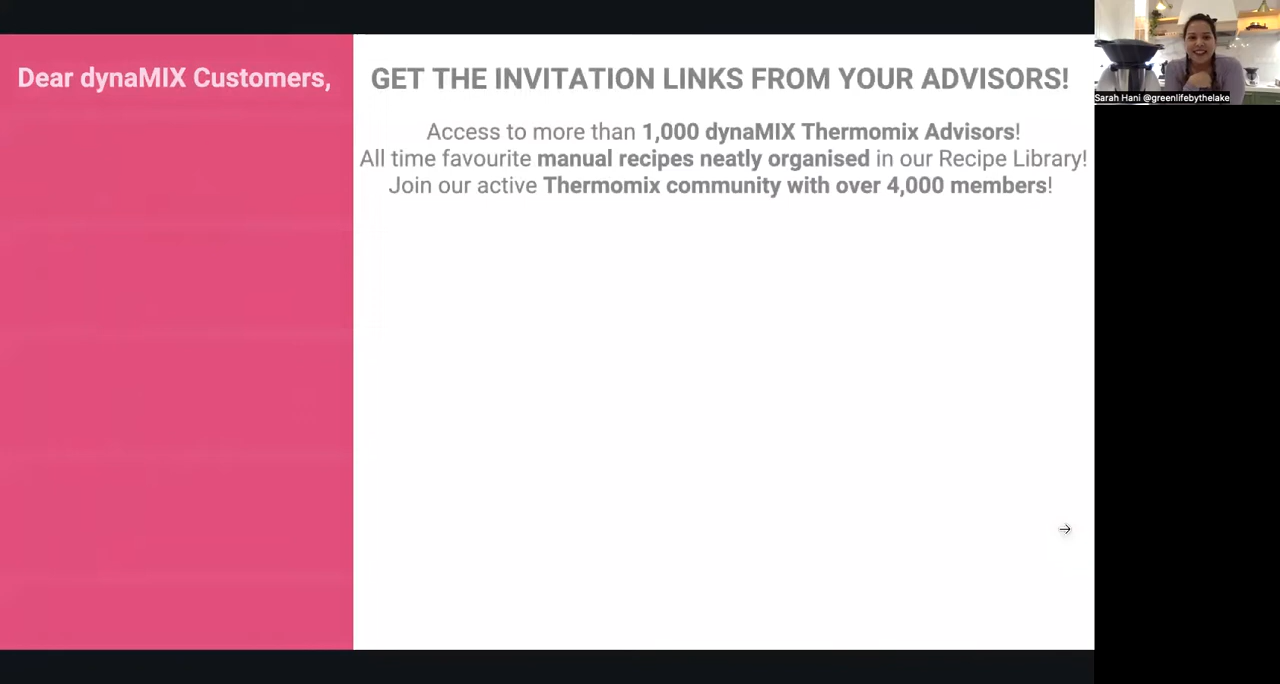 Dear dynaMIX Customers,
GET THE INVITATION LINKS FROM YOUR ADVISORS!
Access to more than 1,000 dynaMIX Thermomix Advisors!
All time favourite manual recipes neatly organised in our Recipe Library!
Join our active Thermomix community with over 4,000 members!
Sarah Hani @greenlifebythelake